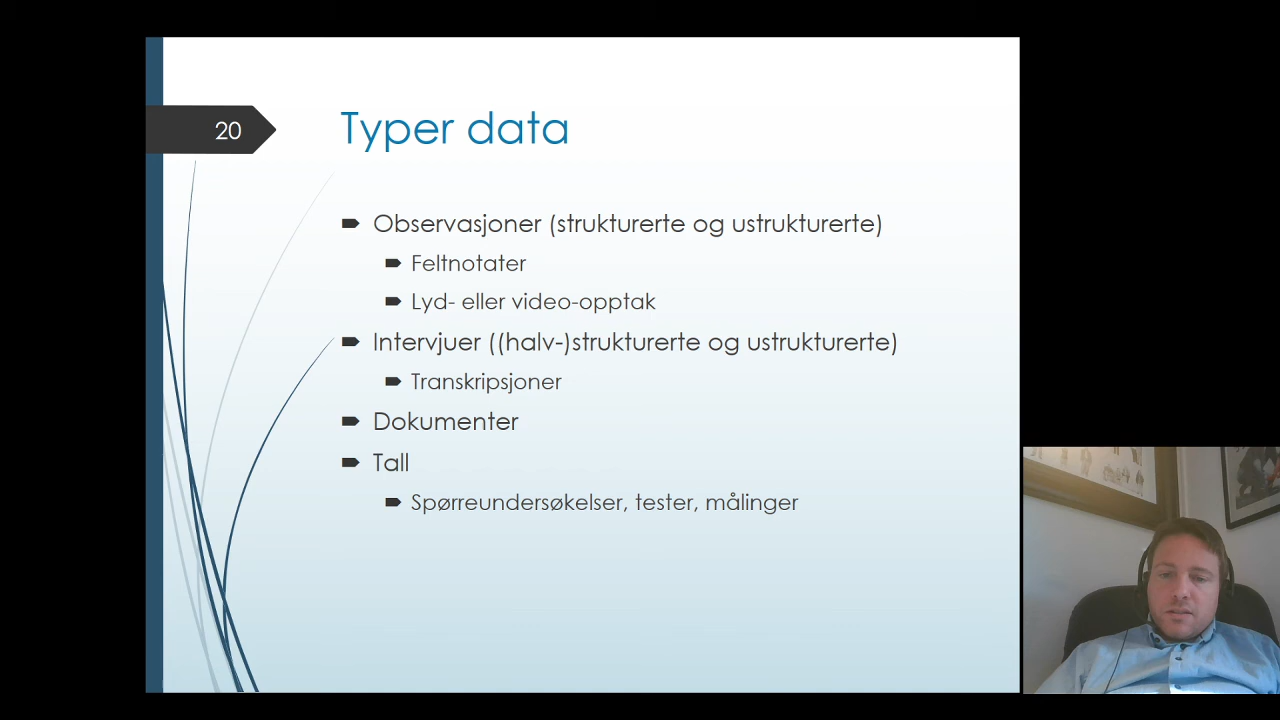 20
Typer data
Observasjoner (strukturerte og ustrukturerte)
Feltnotater
Lyd- eller video-opptak
Intervjuer ((halv-)strukturerte og ustrukturerte)
Transkripsjoner
Dokumenter
Tall
Spørreundersøkelser, tester, målinger